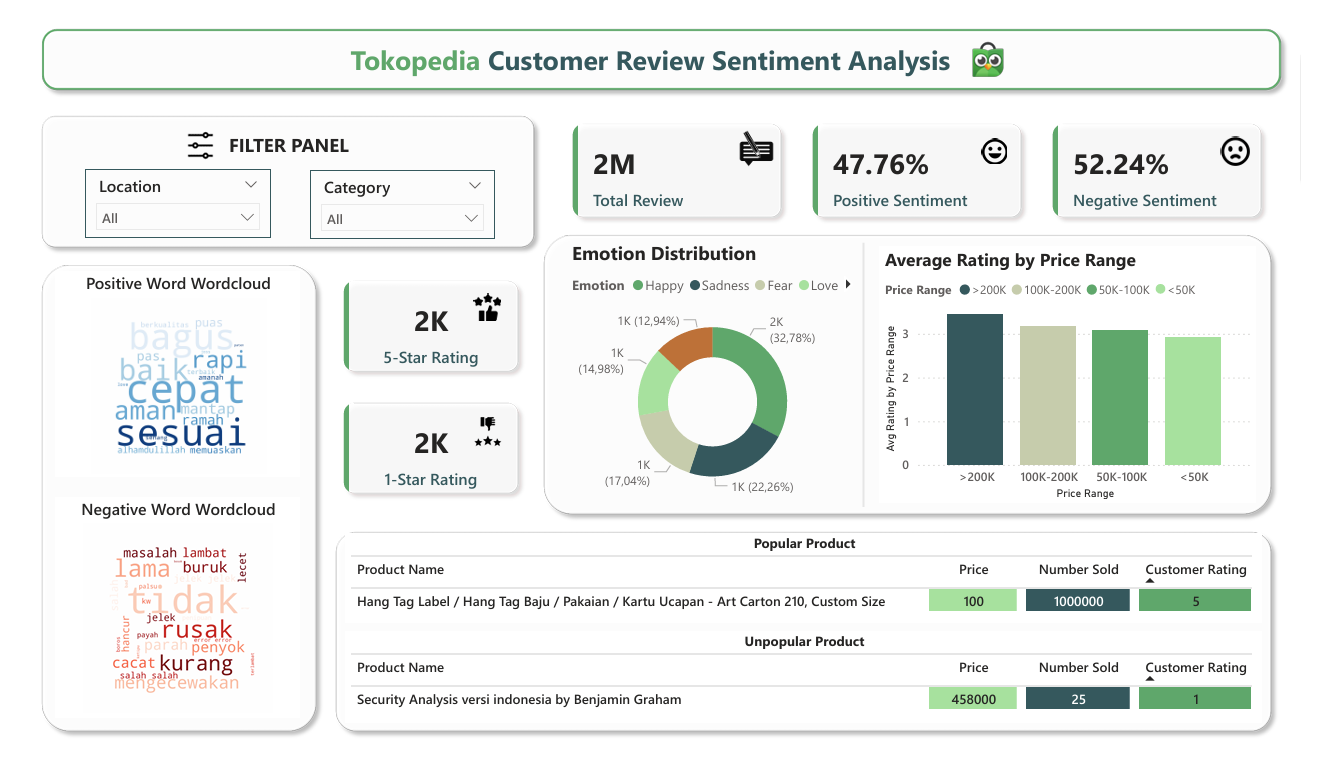 Tokopedia Customer Review Sentiment Analysis
FILTER PANEL
Location
All
Category
All
2M
Total Review
47.76%
Positive Sentiment
52.24%
Negative Sentiment
Positive Word Wordcloud
berkualitas puas
bagus
pas rapi
baik terbaik
amanah
cepat
aman mantap
ramah
sesuai
alhamdulillah memuaskan
Negative Word Wordcloud
masalah lambat
lama buruk lecet
palsu
tidak
kw
jelek
payah rusak
hancur
error error
parah penyok
cacat kurang
salah salah
mengecewakan
2K
5-Star Rating
2K
1-Star Rating
Emotion Distribution
Emotion Happy Sadness Fear Love
1K (12,94%)
2K
(32,78%)
1K
(14,98%)
1K
(17,04%)
1K (22,26%)
Average Rating by Price Range
Price Range >200K 100K-200K 50K-100K <50K
Avg Rating by Price Range
3
2
1
0
>200K 100K-200K 50K-100K <50K
Price Range
Popular Product
Product Name Price Number Sold Customer Rating
Hang Tag Label / Hang Tag Baju / Pakaian / Kartu Ucapan - Art Carton 210, Custom Size 100 1000000 5
Unpopular Product
Product Name Price Number Sold Customer Rating
Security Analysis versi indonesia by Benjamin Graham 458000 25 1